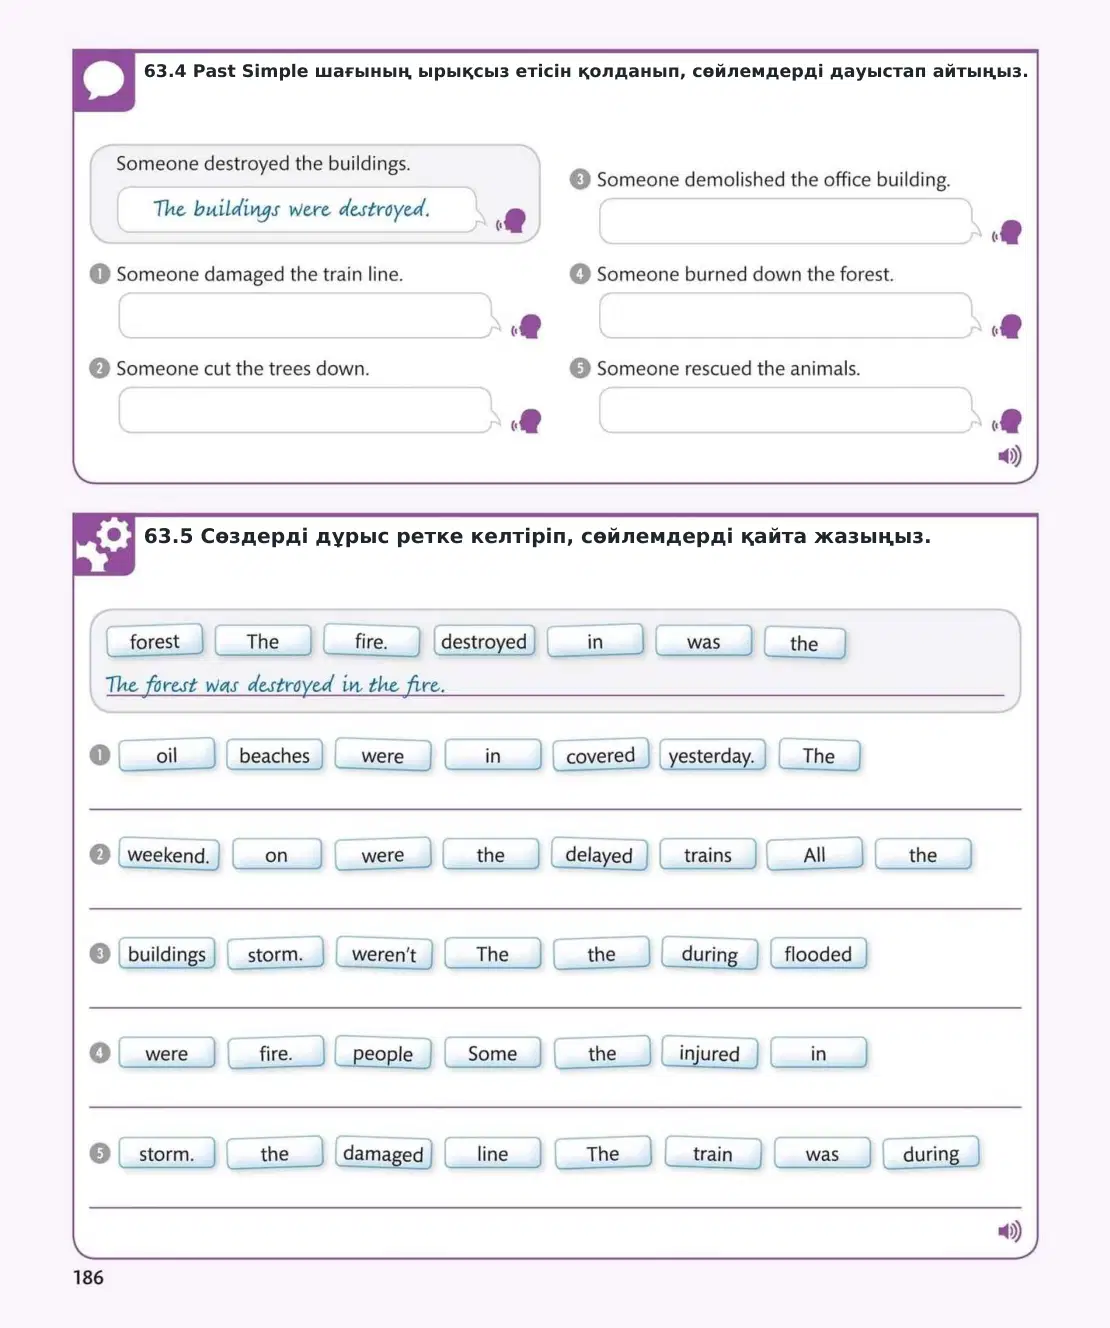 63.4 Past Simple шағының ырықсыз етісін қолданып, сөйлемдерді дауыстап айтыңыз.
Someone destroyed the buildings.
The buildings were destroyed.
1 Someone damaged the train line.
2 Someone cut the trees down.
3 Someone demolished the office building.
4 Someone burned down the forest.
5 Someone rescued the animals.
63.5 Сөздерді дұрыс ретке келтіріп, сөйлемдерді қайта жазыңыз.
forest The fire. destroyed in was the
The forest was destroyed in the fire.
1 oil beaches were in covered yesterday. The
2 weekend. on were the delayed trains All the
3 buildings storm. weren't The the during flooded
4 were fire. people Some the injured in
5 storm. the damaged line The train was during
186